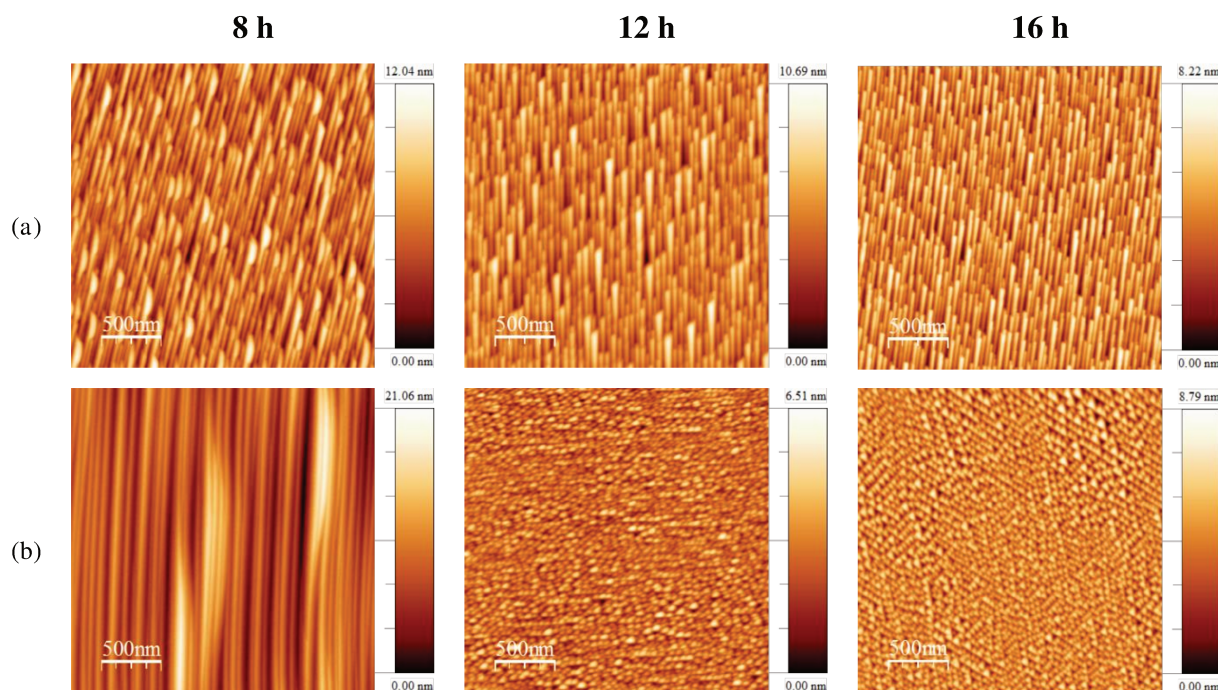 8 h 12 h 16 h
(a)
12.04 nm
500nm
0.00 nm
10.69 nm
500nm
0.00 nm
8.22 nm
500nm
0.00 nm
(b)
21.06 nm
500nm
0.00 nm
6.51 nm
500nm
0.00 nm
8.79 nm
500nm
0.00 nm